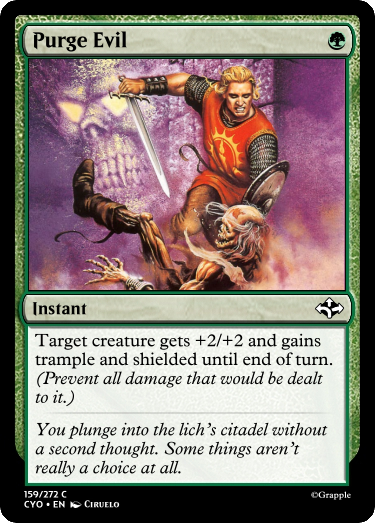 Purge Evil
Instant
Target creature gets +2/+2 and gains
trample and shielded until end of turn.
(Prevent all damage that would be dealt
to it.)
You plunge into the lich's citadel without
a second thought. Some things aren't
really a choice at all.
159/272 C
CYO • EN Ciruelo
©Grapple